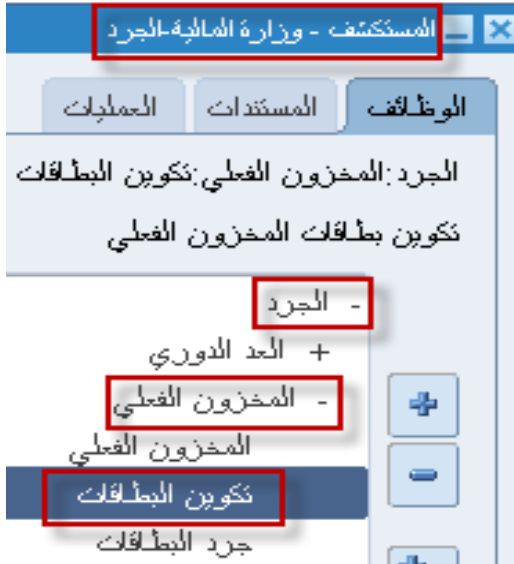 المستكشف - وزارة المالية-الجرد
الوظائف المستندات العمليات
الجرد:المخزون الفعلي:تكوين البطاقات
تكوين بطاقات المخزون الفعلي
- الجرد
+ العد الدوري
- المخزون الفعلي
المخزون الفعلي
تكوين البطاقات
جرد البطاقات